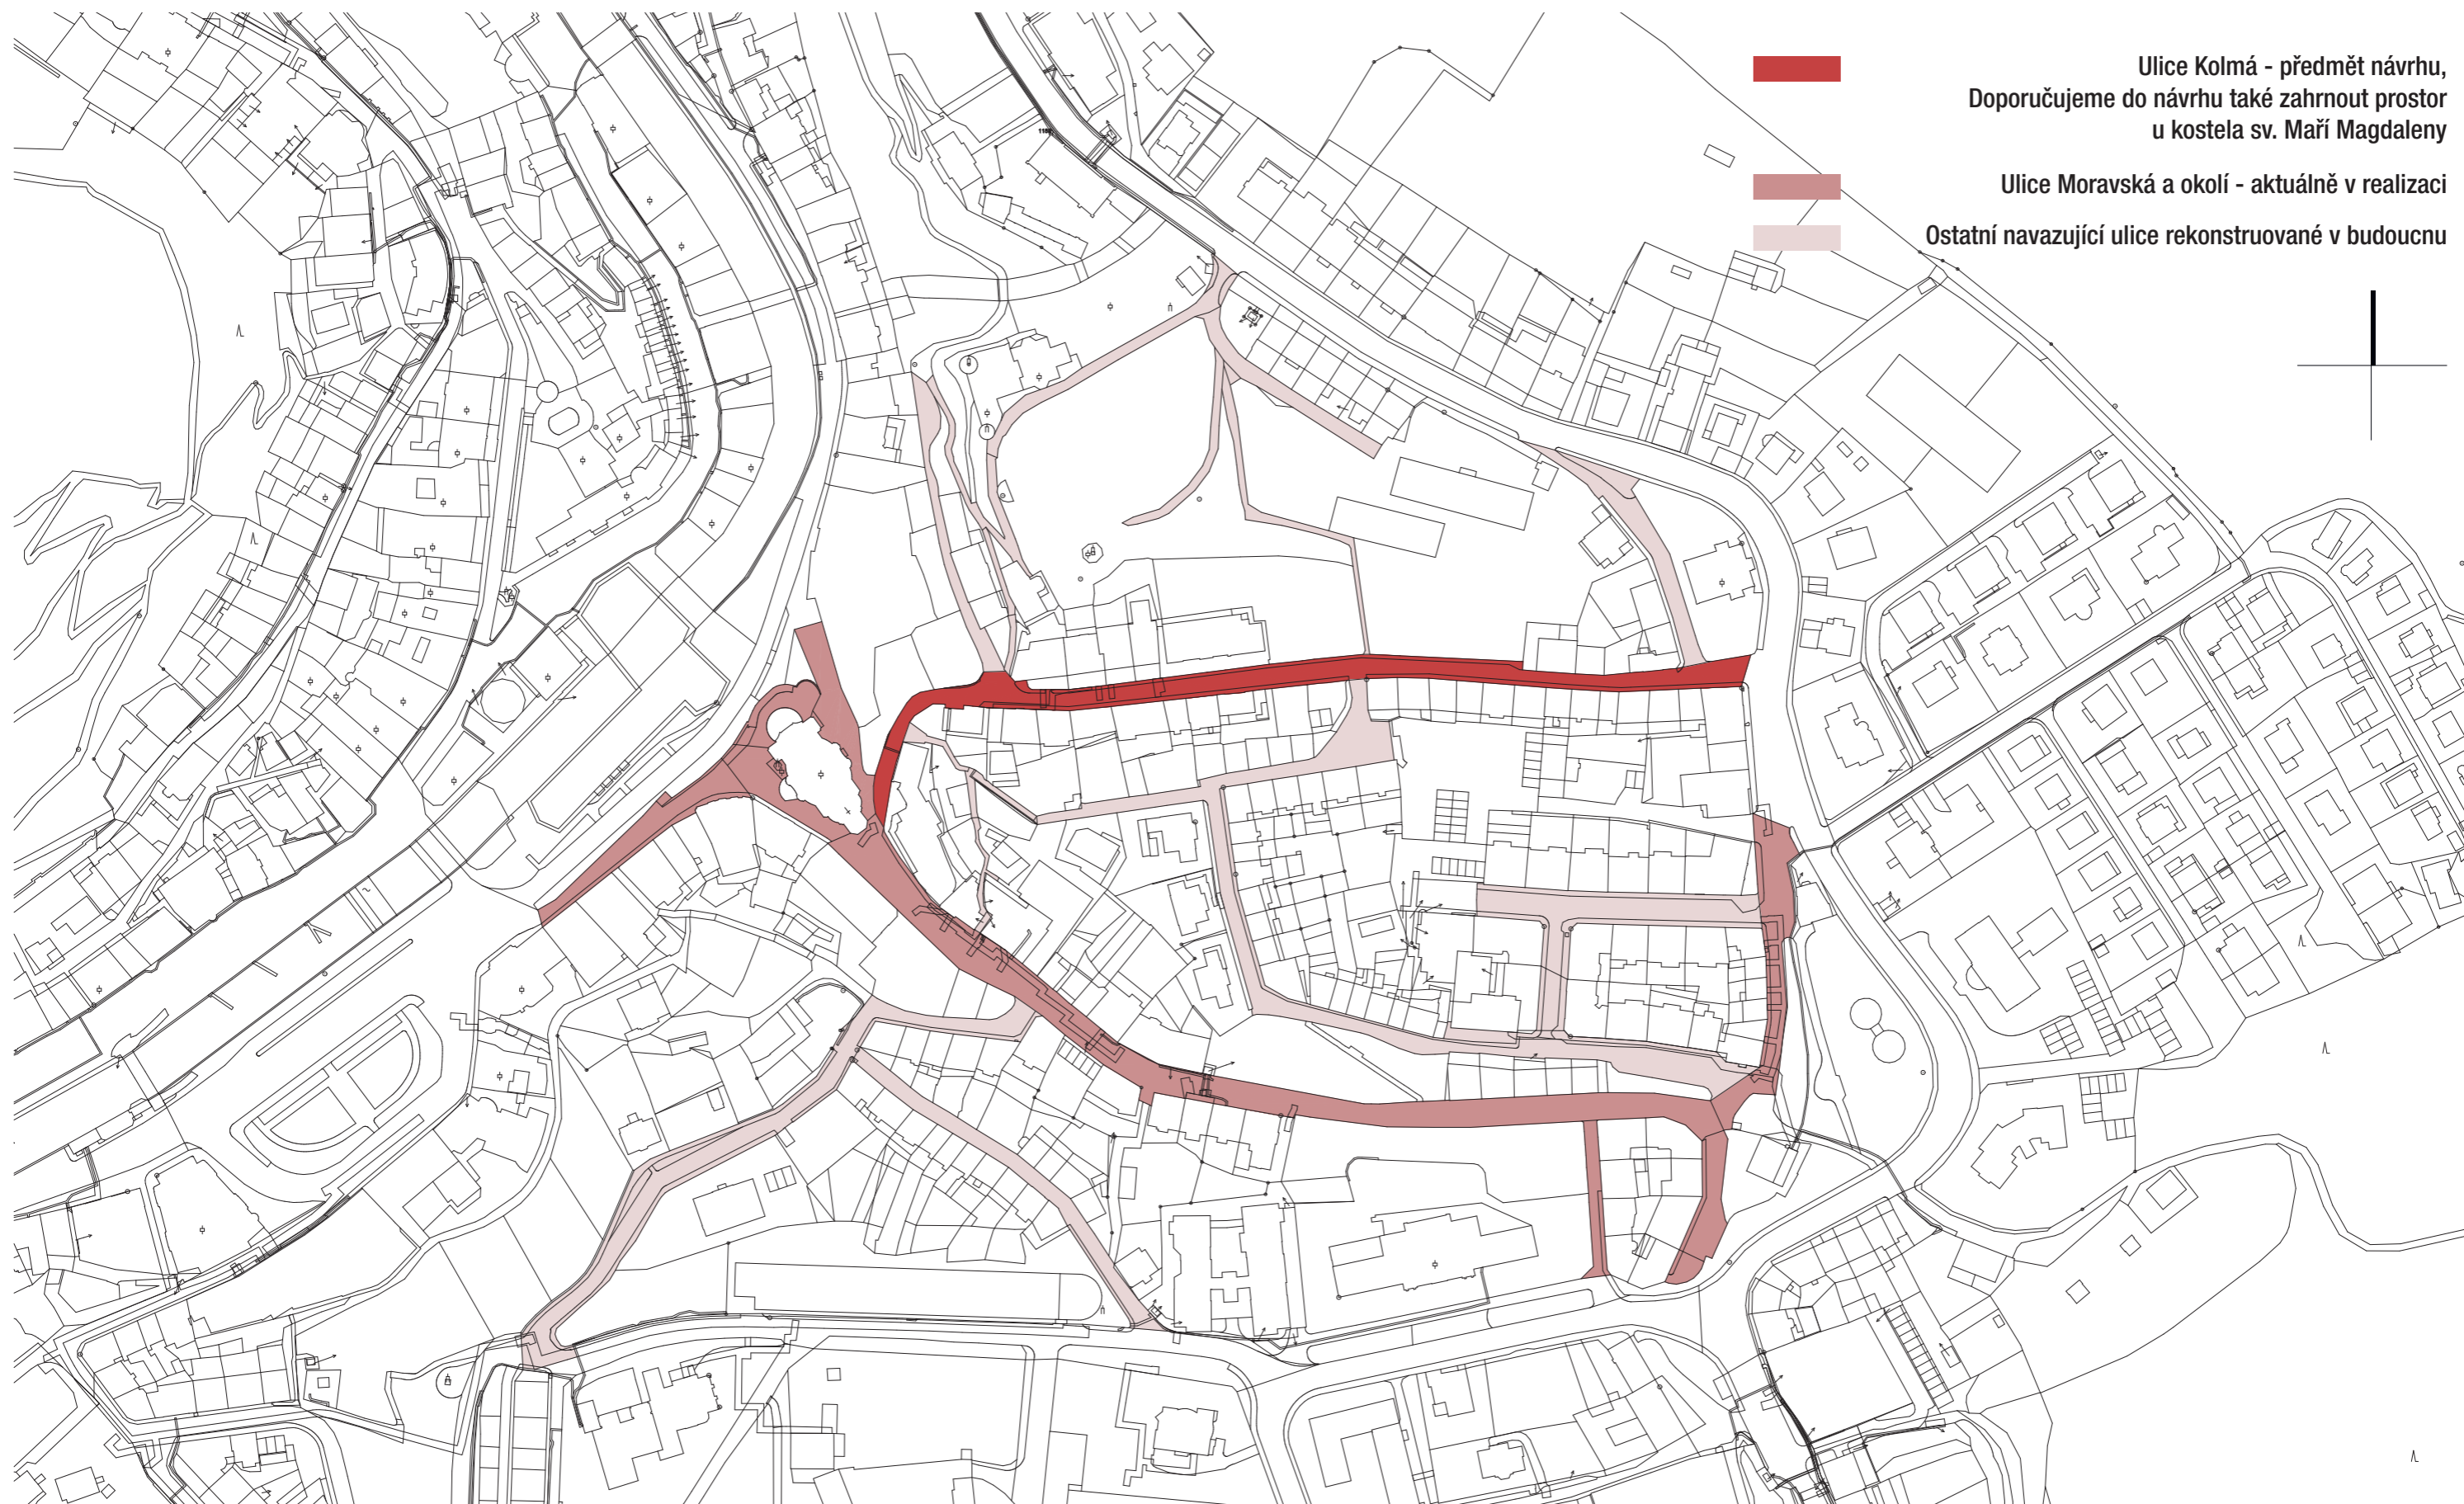 Ulice Kolmá - předmět návrhu,
Doporučujeme do návrhu také zahrnout prostor
u kostela sv. Maří Magdaleny
Ulice Moravská a okolí - aktuálně v realizaci
Ostatní navazující ulice rekonstruované v budoucnu